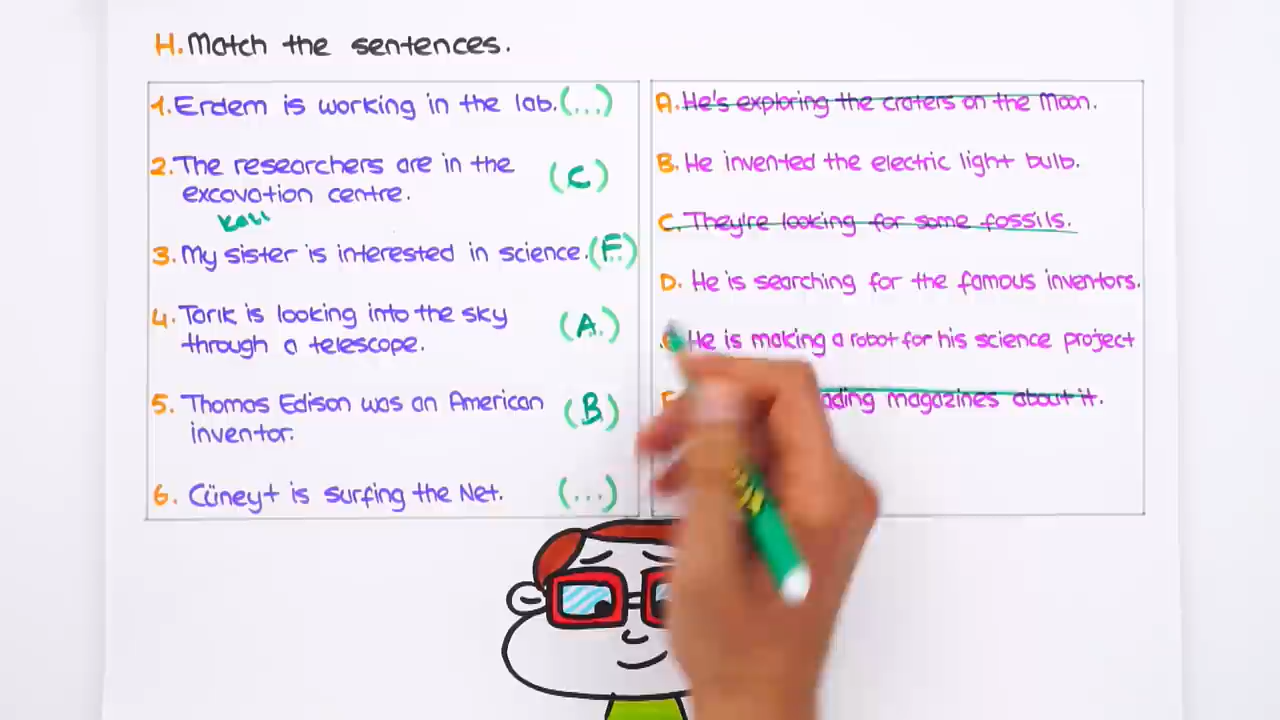 H. Match the sentences.
1. Erdem is working in the lab. (...)
2. The researchers are in the (C)
excavation centre.
3. My sister is interested in science. (F)
4. Tarık is looking into the sky (A)
through a telescope.
5. Thomas Edison was an American (B)
inventor.
6. Cüneyt is surfing the Net. (...)
A. He's exploring the craters on the Moon.
B. He invented the electric light bulb.
C. They're looking for some fossils.
D. He is searching for the famous inventors.
He is making a robot for his science project
magazines about it.